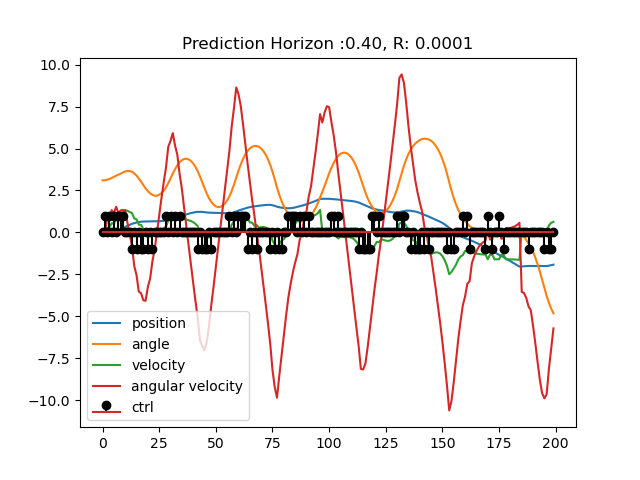 Prediction Horizon :0.40, R: 0.0001
10.0
7.5
5.0
2.5
0.0
−2.5
−5.0
−7.5
−10.0
position
angle
velocity
angular velocity
ctrl
0 25 50 75 100 125 150 175 200